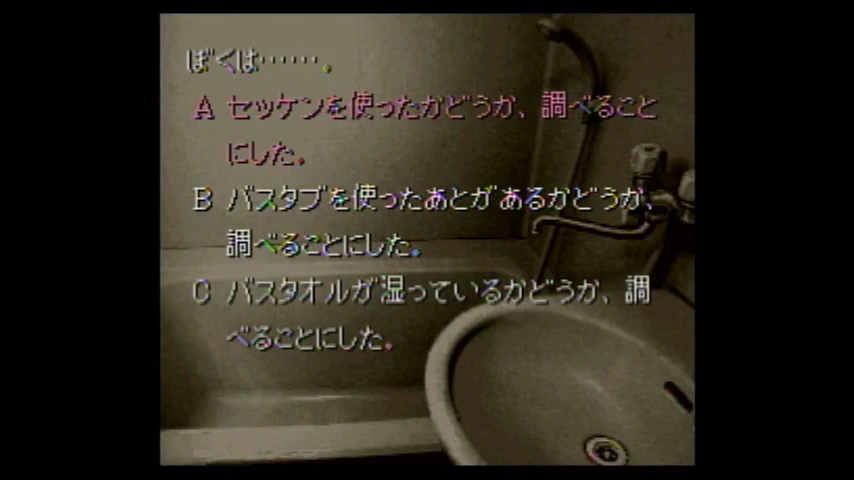 ぼくは……。
A セッケンを使ったかどうか、調べること
にした。
B バスタブを使ったあとがあるかどうか、
調べることにした。
C バスタオルが湿っているかどうか、調
べることにした。